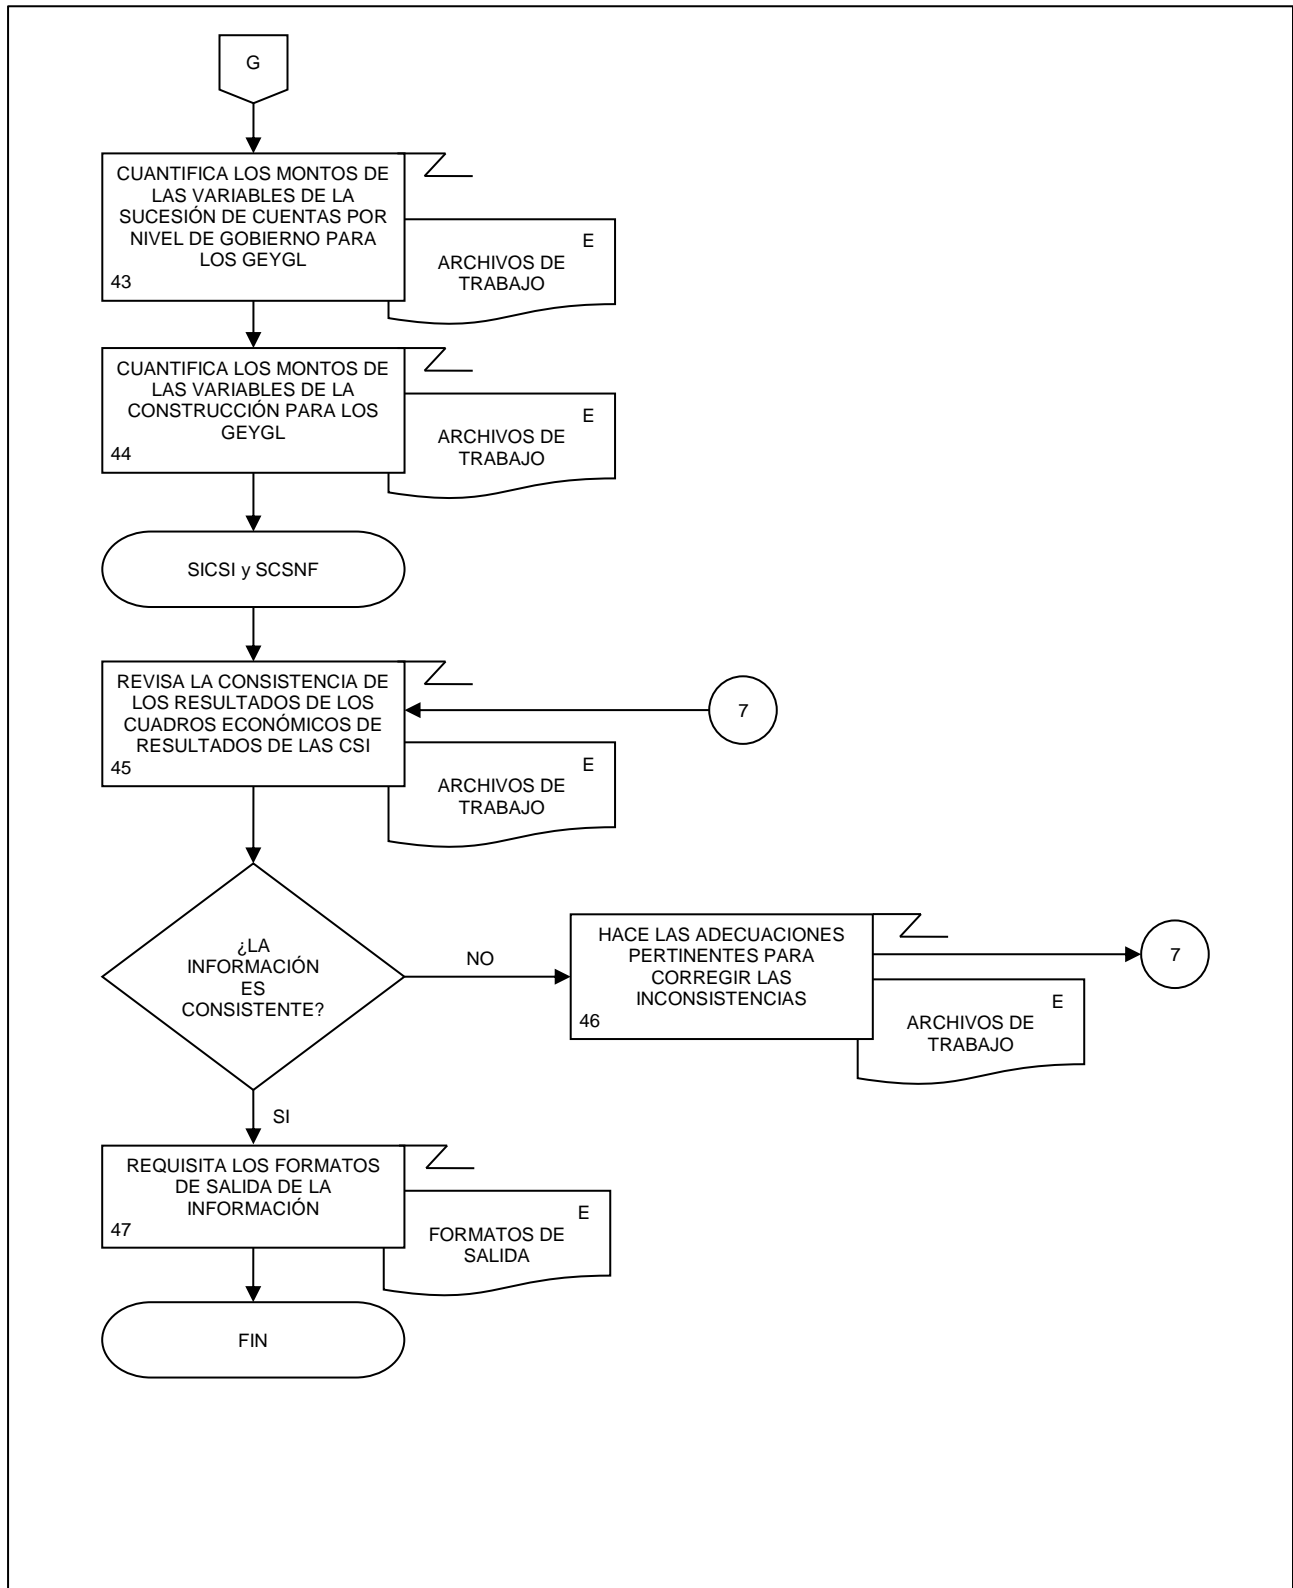 G
CUANTIFICA LOS MONTOS DE
LAS VARIABLES DE LA
SUCESIÓN DE CUENTAS POR
NIVEL DE GOBIERNO PARA
LOS GEYGL
43
E
ARCHIVOS DE
TRABAJO
CUANTIFICA LOS MONTOS DE
LAS VARIABLES DE LA
CONSTRUCCIÓN PARA LOS
GEYGL
44
E
ARCHIVOS DE
TRABAJO
SICSI y SCSNF
REVISA LA CONSISTENCIA DE
LOS RESULTADOS DE LOS
CUADROS ECONÓMICOS DE
RESULTADOS DE LAS CSI
45
7
E
ARCHIVOS DE
TRABAJO
¿LA
INFORMACIÓN
ES
CONSISTENTE?
NO
HACE LAS ADECUACIONES
PERTINENTES PARA
CORREGIR LAS
INCONSISTENCIAS
46
7
E
ARCHIVOS DE
TRABAJO
SI
REQUISITA LOS FORMATOS
DE SALIDA DE LA
INFORMACIÓN
47
E
FORMATOS DE
SALIDA
FIN